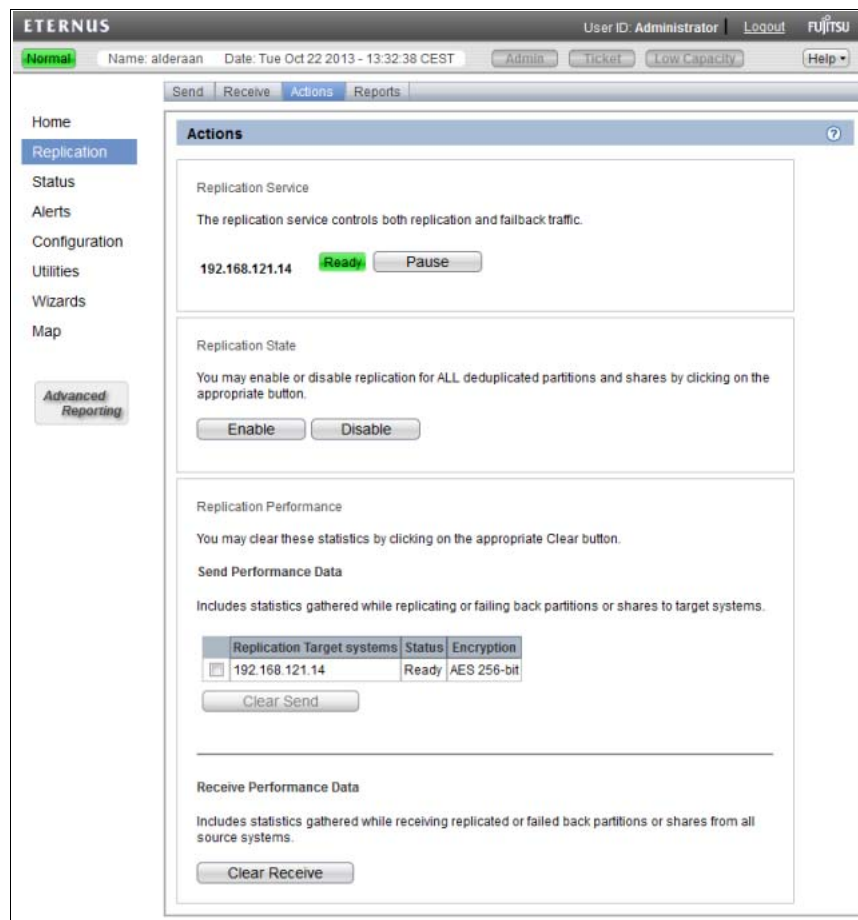 ETERNUS
User ID: Administrator Logout FUJITSU
Normal Name: alderaan Date: Tue Oct 22 2013 - 13:32:38 CEST Admin Ticket Low Capacity Help
Send Receive Actions Reports
Home
Replication
Status
Alerts
Configuration
Utilities
Wizards
Map
Advanced
Reporting
Actions ?
Replication Service
The replication service controls both replication and failback traffic.
192.168.121.14 Ready Pause
Replication State
You may enable or disable replication for ALL deduplicated partitions and shares by clicking on the
appropriate button.
Enable Disable
Replication Performance
You may clear these statistics by clicking on the appropriate Clear button.
Send Performance Data
Includes statistics gathered while replicating or failing back partitions or shares to target systems.
Replication Target systems Status Encryption
192.168.121.14 Ready AES 256-bit
Clear Send
Receive Performance Data
Includes statistics gathered while receiving replicated or failed back partitions or shares from all
source systems.
Clear Receive